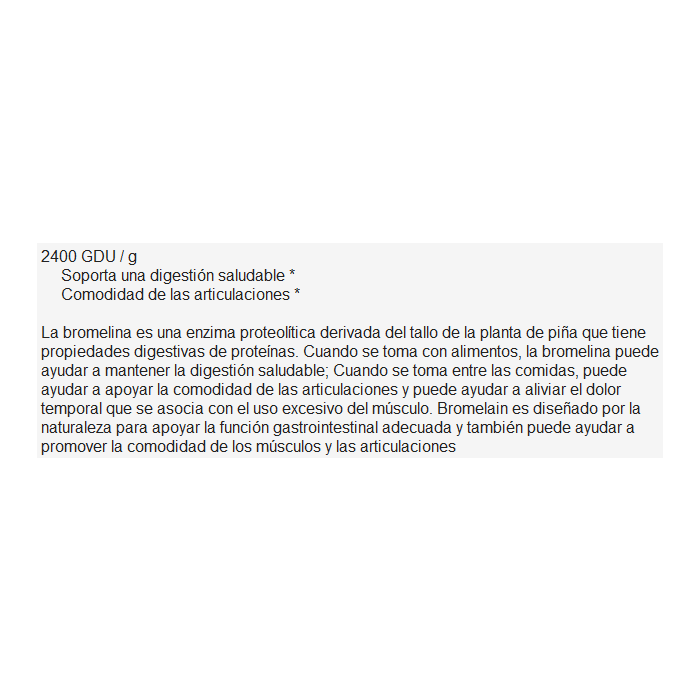 2400 GDU / g
Soporta una digestión saludable *
Comodidad de las articulaciones *
La bromelina es una enzima proteolítica derivada del tallo de la planta de piña que tiene
propiedades digestivas de proteínas. Cuando se toma con alimentos, la bromelina puede
ayudar a mantener la digestión saludable; Cuando se toma entre las comidas, puede
ayudar a apoyar la comodidad de las articulaciones y puede ayudar a aliviar el dolor
temporal que se asocia con el uso excesivo del músculo. Bromelain es diseñado por la
naturaleza para apoyar la función gastrointestinal adecuada y también puede ayudar a
promover la comodidad de los músculos y las articulaciones